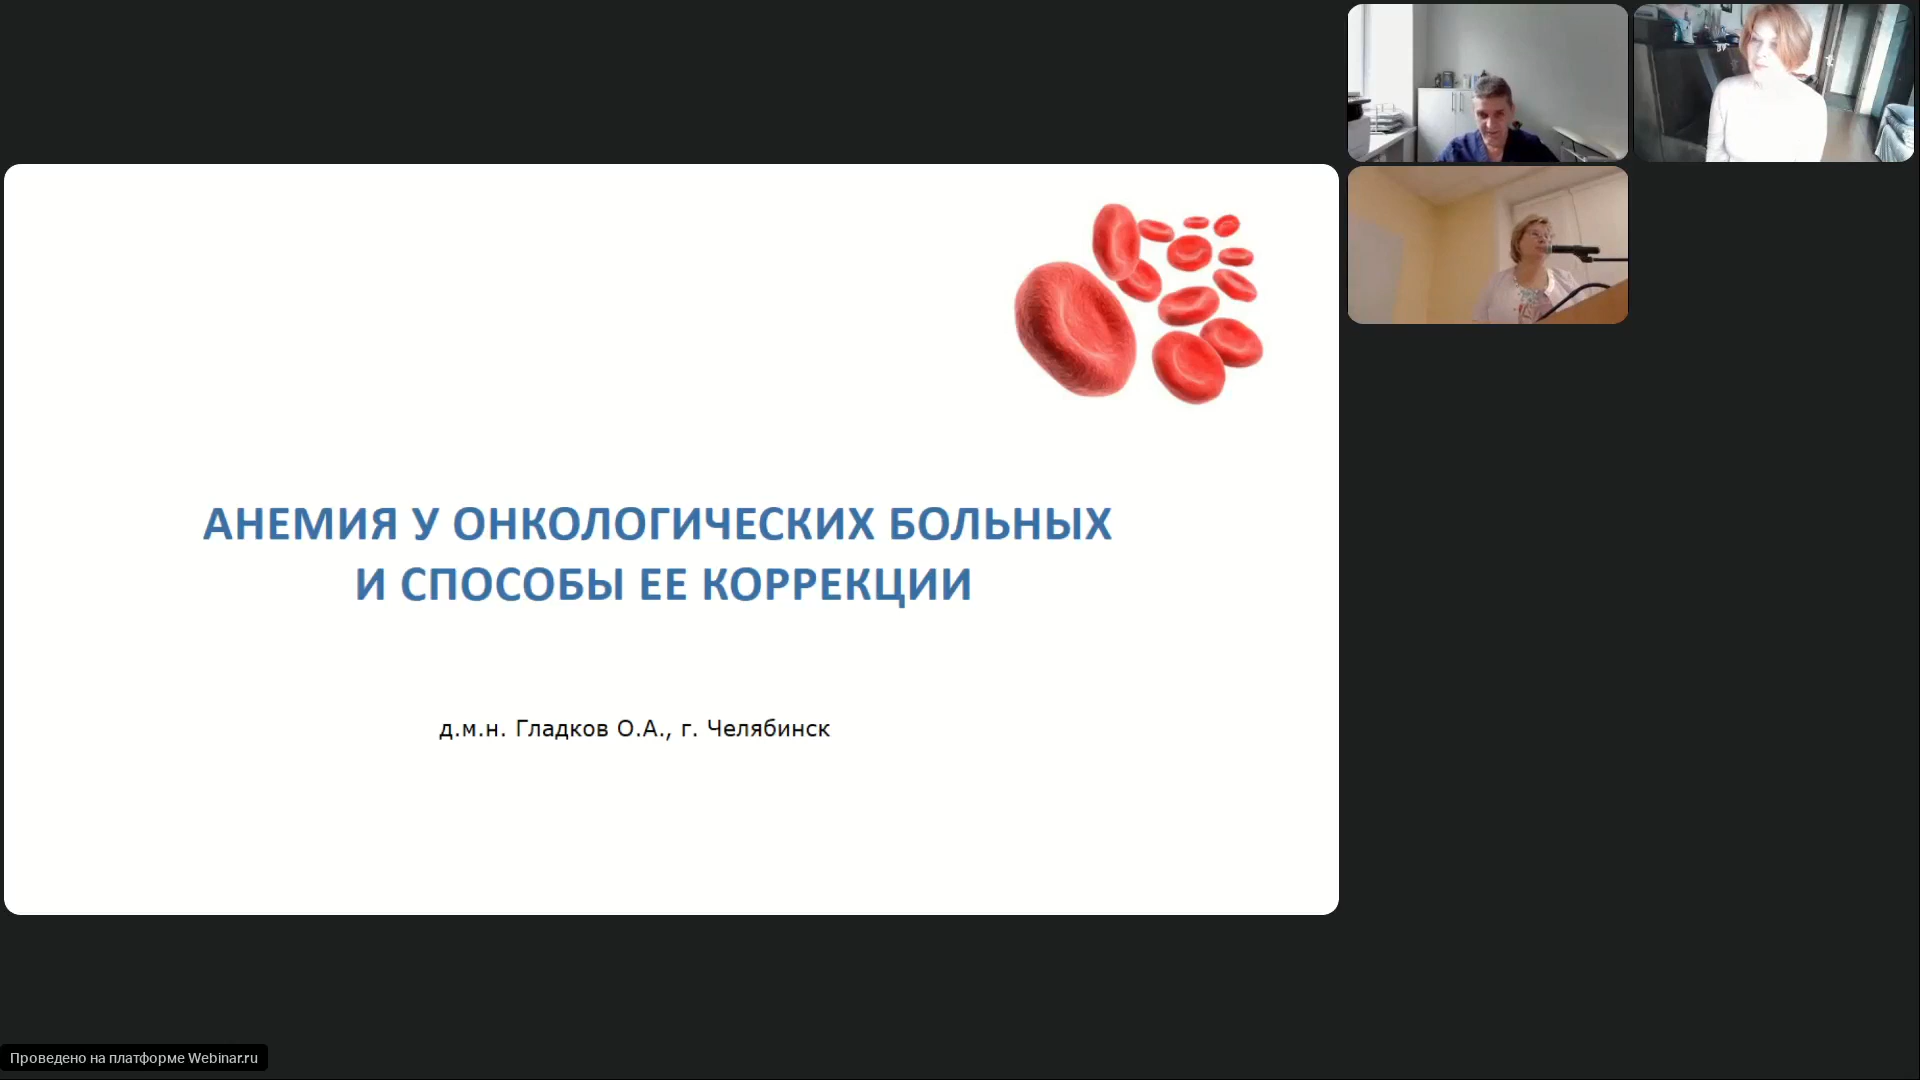 АНЕМИЯ У ОНКОЛОГИЧЕСКИХ БОЛЬНЫХ
И СПОСОБЫ ЕЕ КОРРЕКЦИИ
д.м.н. Гладков О.А., г. Челябинск
Проведено на платформе Webinar.ru